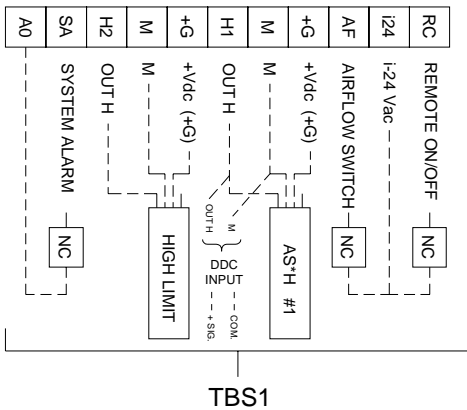 A0
SA
H2
M
+G
H1
M
+G
AF
i24
RC
SYSTEM ALARM
OUT H
M
+Vdc (+G)
OUT H
M
+Vdc (+G)
AIRFLOW SWITCH
i-24 Vac
REMOTE ON/OFF
NC
HIGH LIMIT
OUT H
M
DDC
INPUT
+ SIG.
COM.
AS*H #1
NC
NC
TBS1